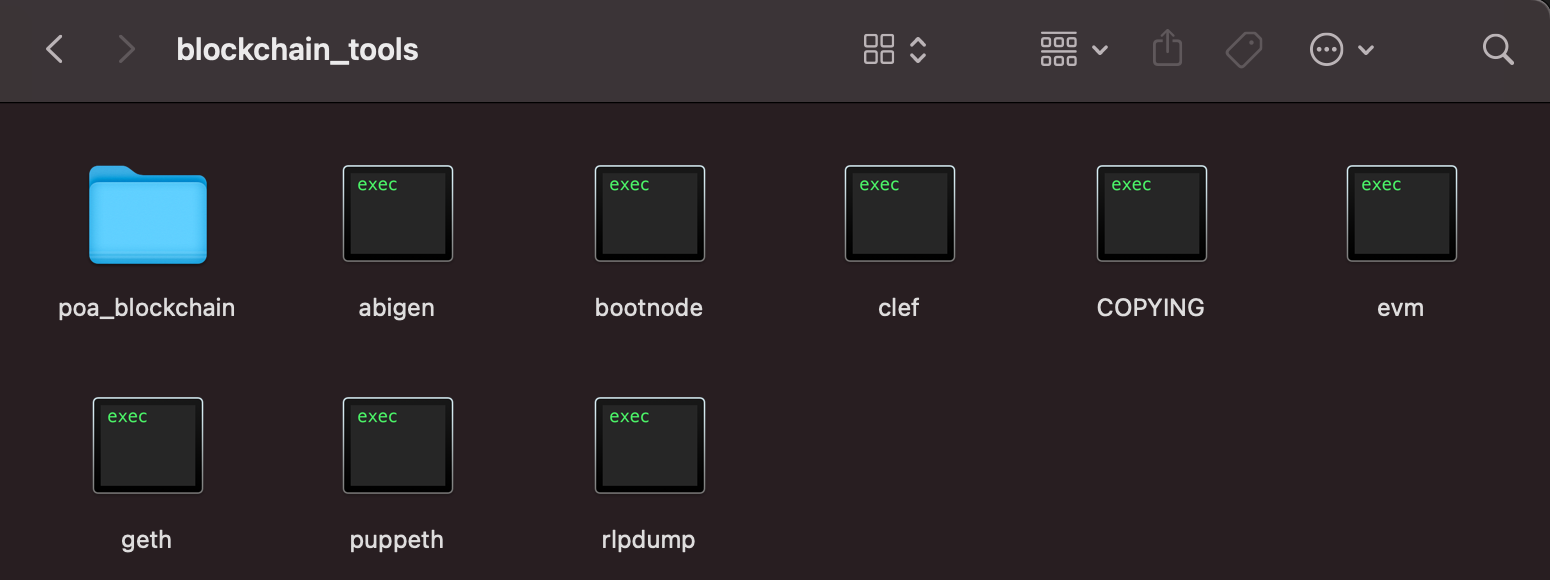 blockchain_tools
exec
exec
exec
exec
exec
poa_blockchain
abigen
bootnode
clef
COPYING
evm
exec
exec
exec
geth
puppeth
rlpdump